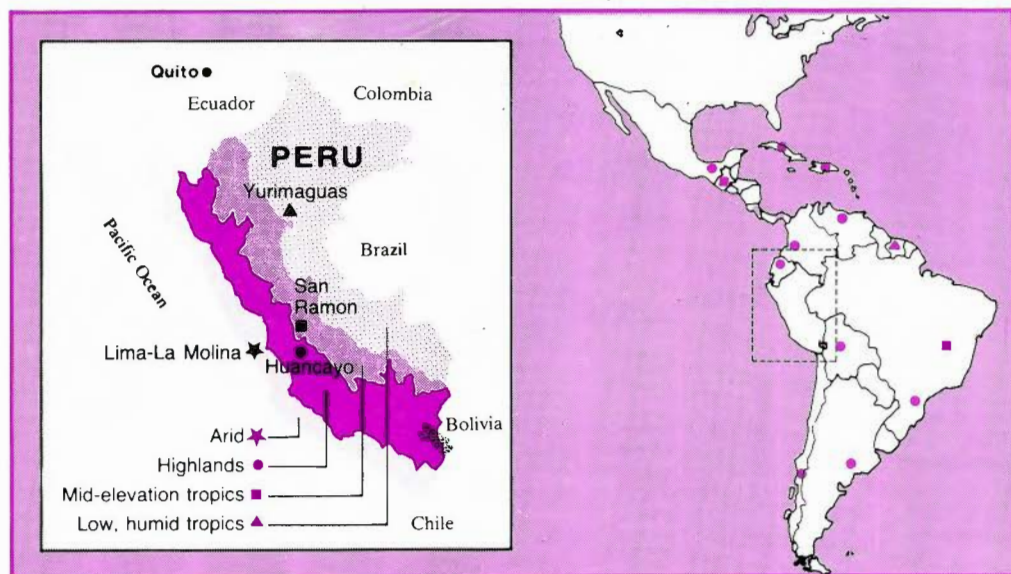 Quito
Ecuador
Colombia
PERU
Yurimaguas
Pacific Ocean
Brazil
San
Ramon
Lima-La Molina
Huancayo
Bolivia
Arid
Highlands
Mid-elevation tropics
Low, humid tropics
Chile